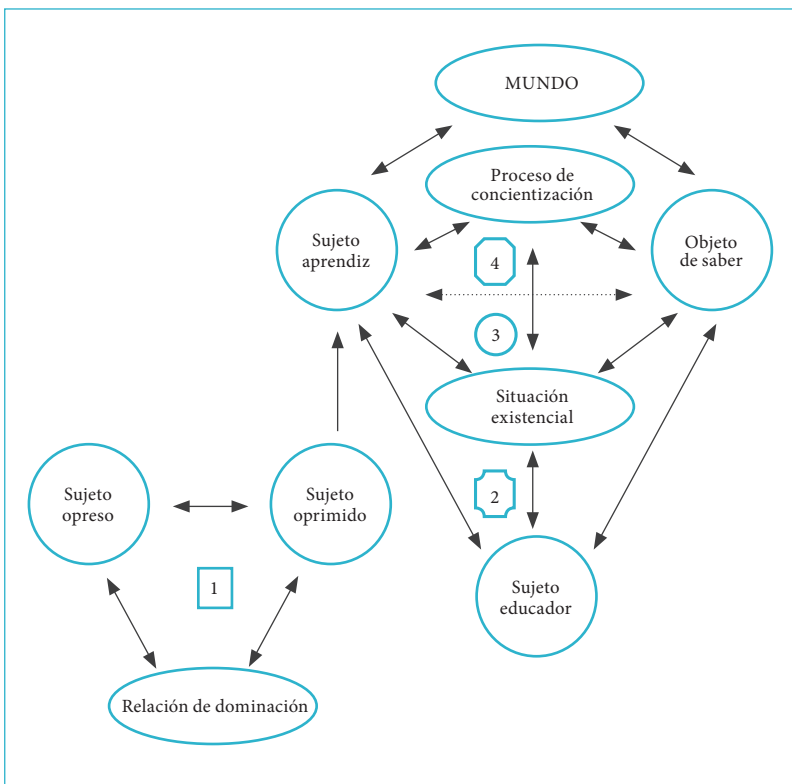 MUNDO
Proceso de
concientización
Sujeto
aprendiz
Objeto
de saber
4
3
Situación
existencial
Sujeto
opreso
Sujeto
oprimido
2
1
Sujeto
educador
Relación de dominación